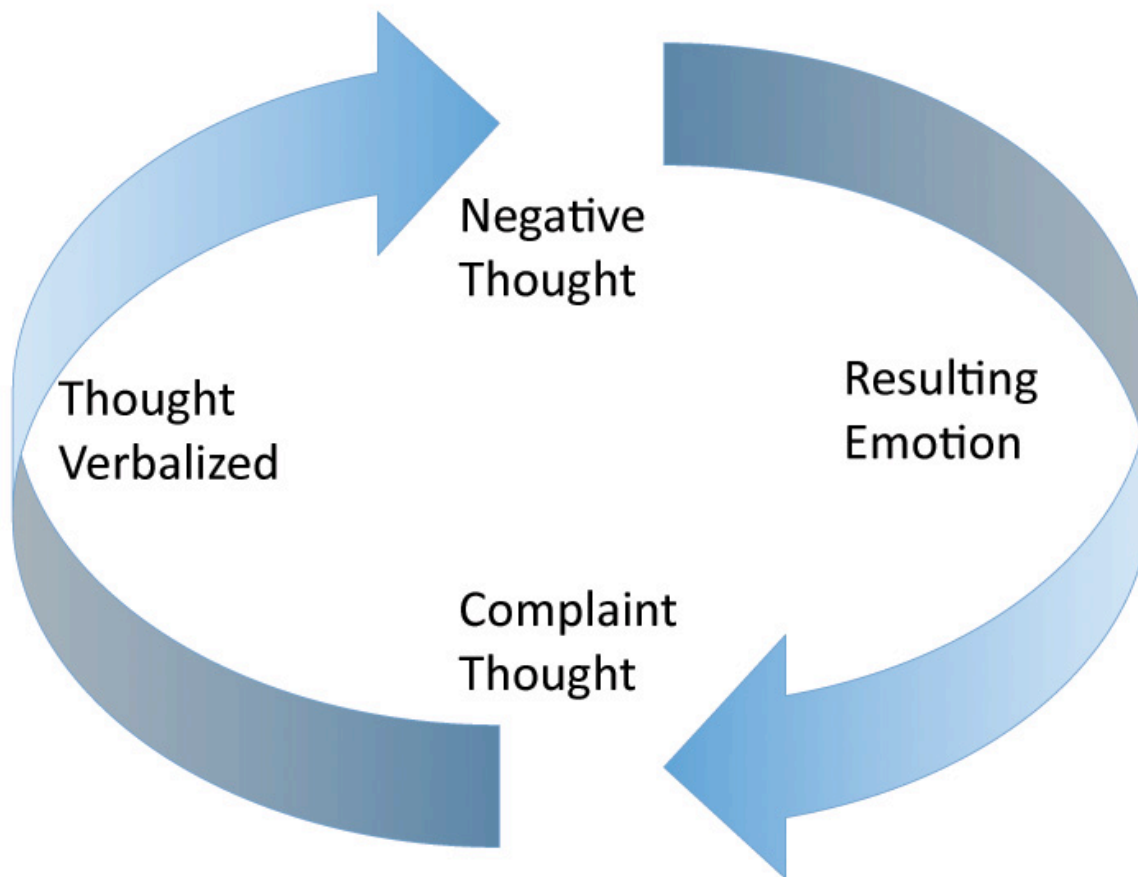 Negative
Thought
Resulting
Emotion
Complaint
Thought
Thought
Verbalized